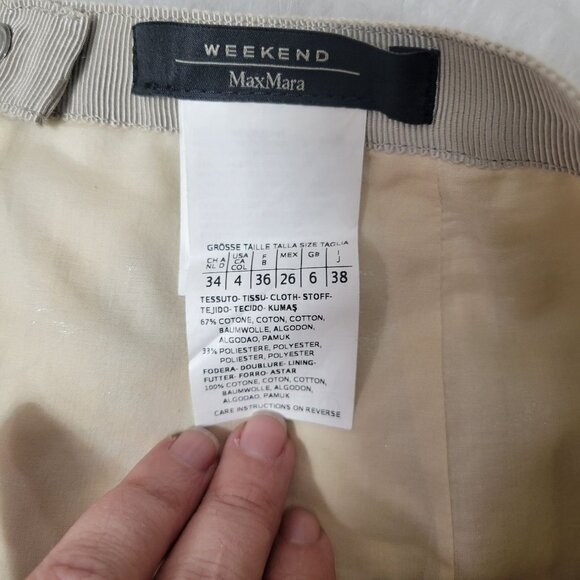 WEEKEND
MaxMara
GRÖSSE TAILLE TALLA SIZE TAGLIA
CH A NL D USA CA COL F B MEX GB I J
34 4 36 26 6 38
TESSUTO-TISSU-CLOTH-STOFF-
TEJIDO-TECIDO-KUMAŞ
67% COTONE, COTON, COTTON,
BAUMWOLLE, ALGODON,
ALGODAO, PAMUK
33% POLIESTERE, POLYESTER,
POLIESTER, POLYESTER
FODERA-DOUBLURE-LINING-
FUTTER-FORRO-ASTAR
100% COTONE, COTON, COTTON,
BAUMWOLLE, ALGODON,
ALGODAO, PAMUK
CARE INSTRUCTIONS ON REVERSE